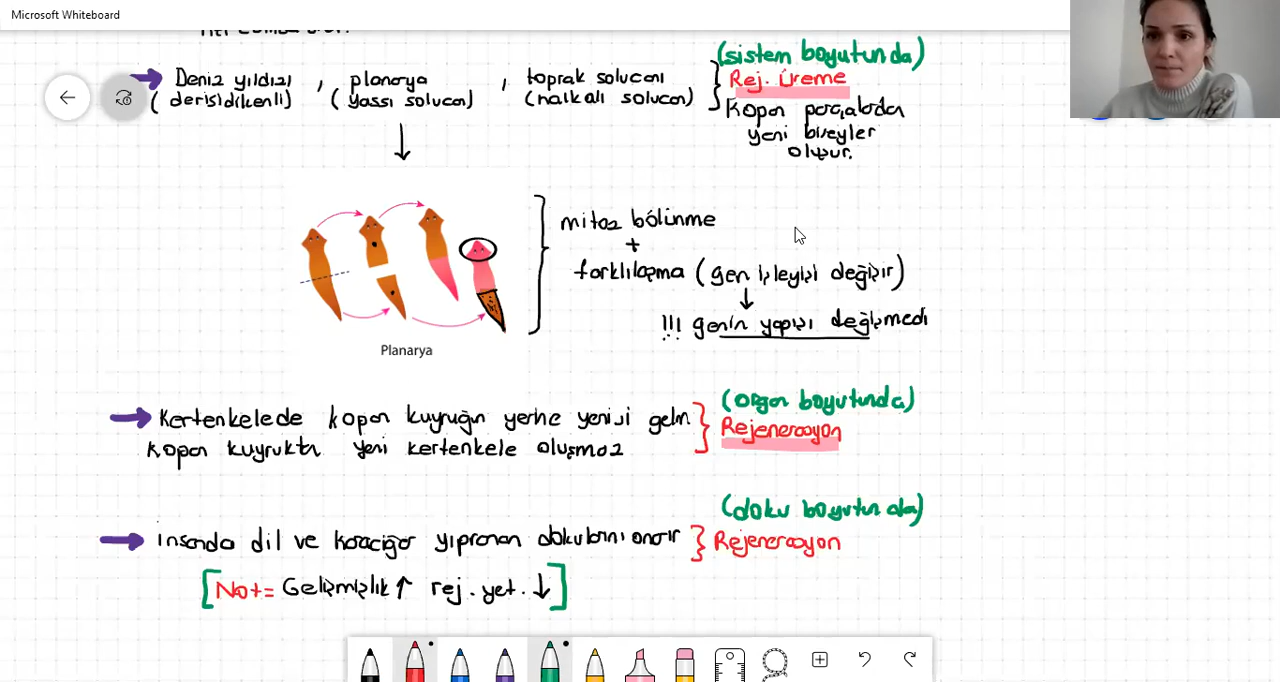 Microsoft Whiteboard
(sistem boyutunda)
Deniz yıldızı , planarya , toprak solucanı } Rej. Üreme
(derisidikenli) (yassı solucan) (halkalı solucan)
Kopan parçalardan
yeni bireyler
oluşur.
mitoz bölünme
+
farklılaşma (gen işleyişi değişir)
!!! genin yapısı değişmedi
Planarya
(organ boyutunda)
Kertenkelede kopan kuyruğun yerine yenisi gelir } Rejenerasyon
kopan kuyruktan yeni kertenkele oluşmaz
(doku boyutunda)
insanda dil ve karaciğer yıpranan dokularını onarır } Rejenerasyon
[Not= Gelişmişlik ↑ rej. yet. ↓]